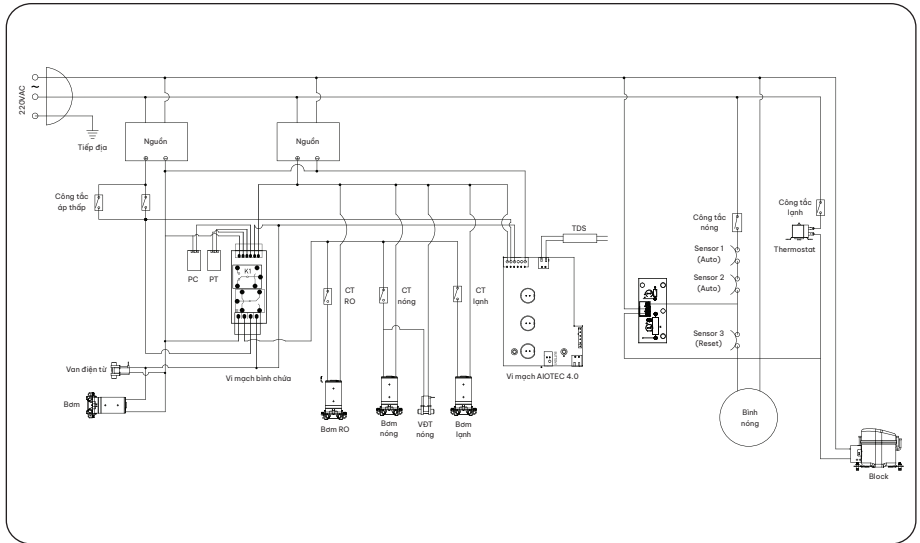 220VAC
~
Tiếp địa
Nguồn
Nguồn
Công tắc
áp thấp
PC
PT
K1
CT
RO
CT
nóng
CT
lạnh
TDS
Công tắc
nóng
Sensor 1
(Auto)
Sensor 2
(Auto)
Sensor 3
(Reset)
Công tắc
lạnh
Thermostat
Van điện từ
Bơm
Vi mạch bình chứa
Bơm RO
Bơm
nóng
VĐT
nóng
Bơm
lạnh
Vi mạch AIOTEC 4.0
Bình
nóng
Block